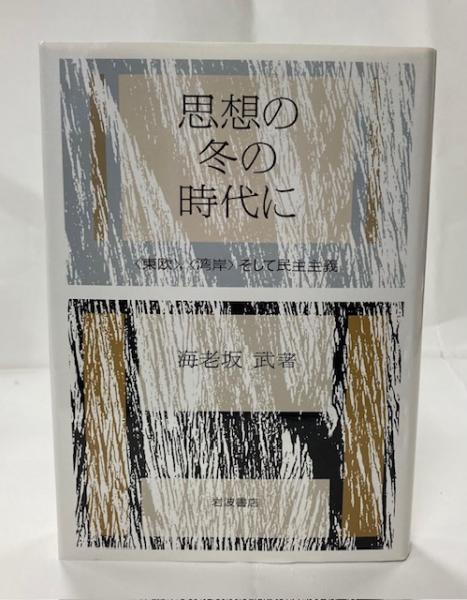 思想の
冬の
時代に
〈東欧〉、〈湾岸〉そして民主主義
海老坂 武著
岩波書店